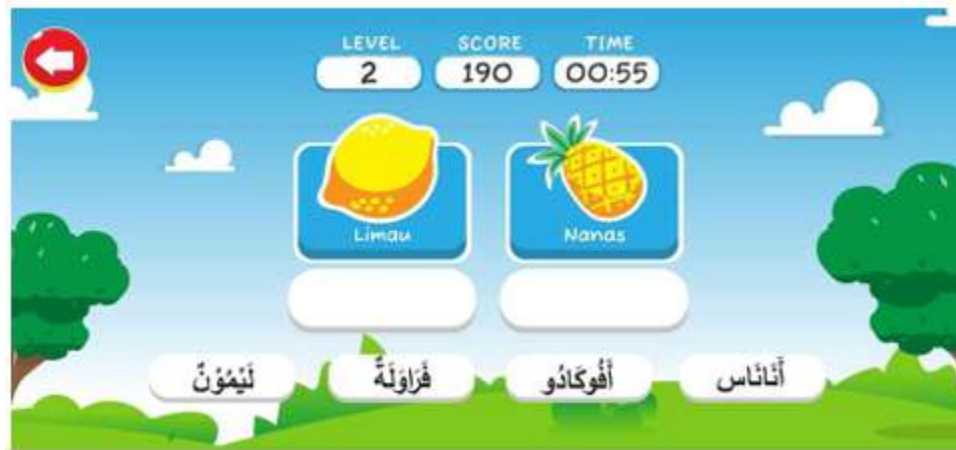 LEVEL SCORE TIME
2 190 00:55
Limau Nanas
لَيْمُوْنٌ فَرَاوَلَةٌ أَفُوكَادُو أَنَانَاس